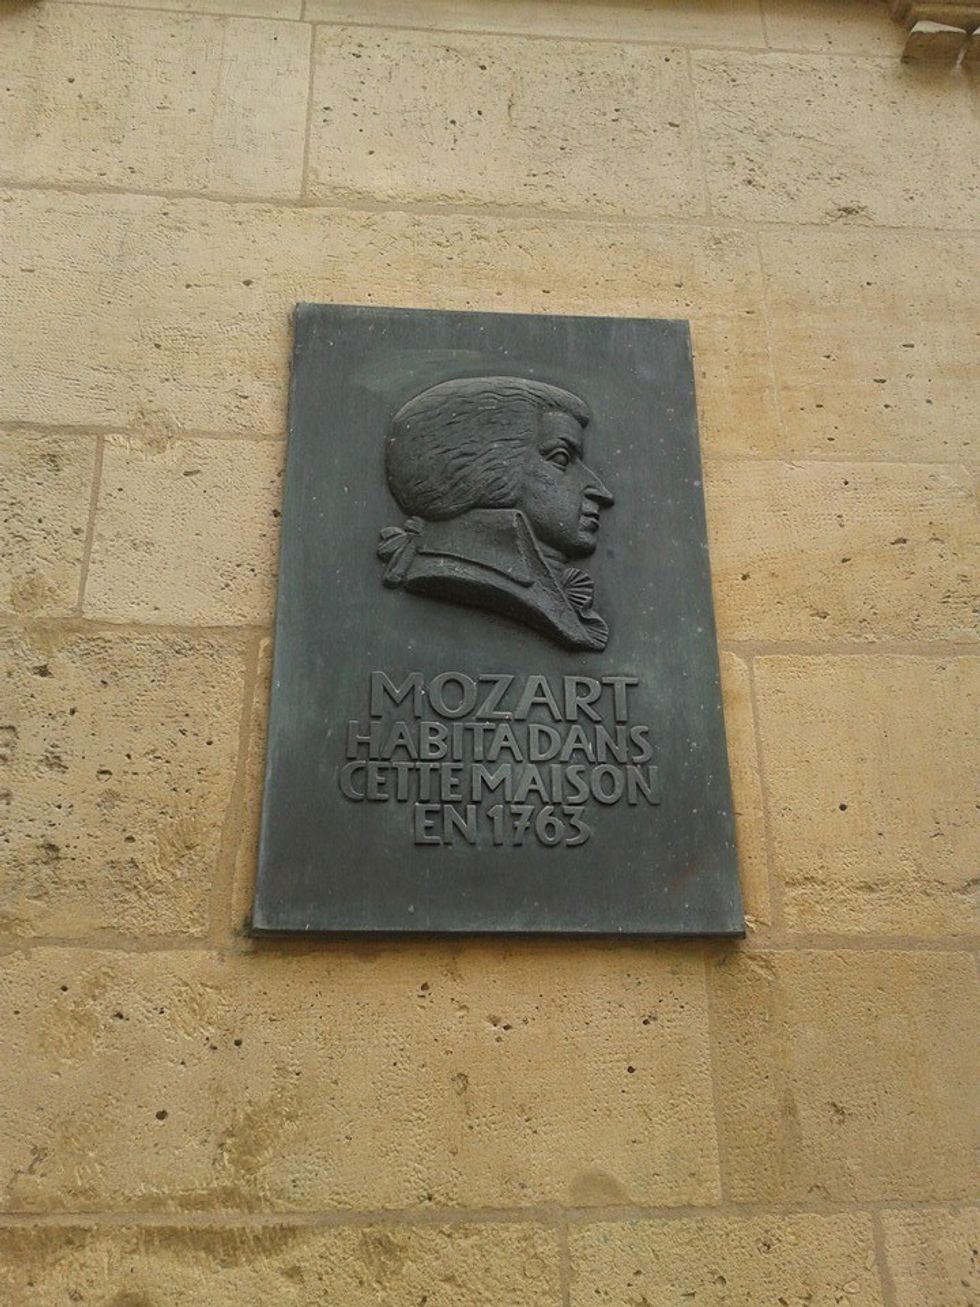 MOZART
HABITA DANS
CETTE MAISON
EN 1763